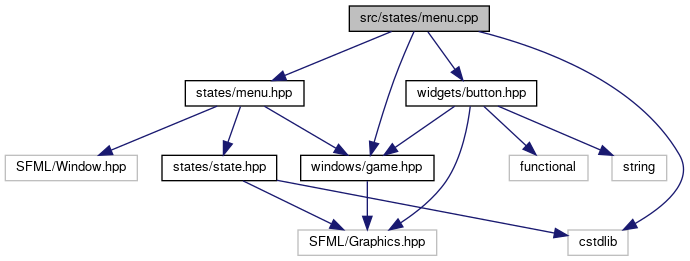 src/states/menu.cpp
states/menu.hpp
widgets/button.hpp
SFML/Window.hpp
states/state.hpp
windows/game.hpp
functional
string
SFML/Graphics.hpp
cstdlib